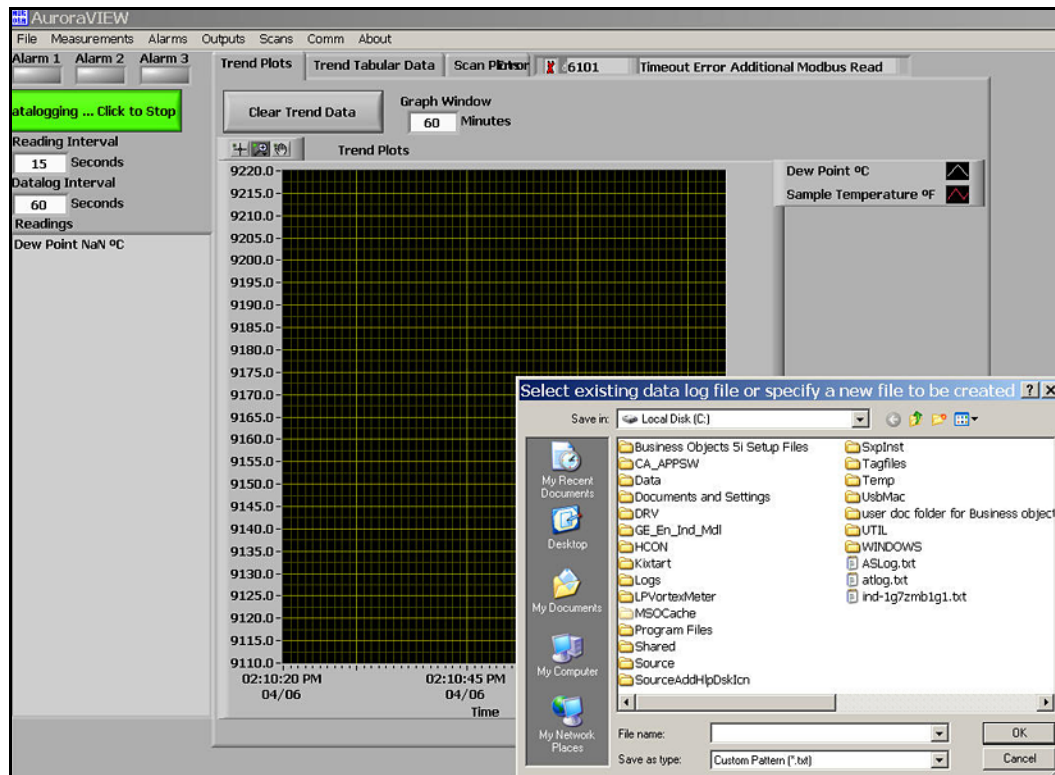 AuroraVIEW
File Measurements Alarms Outputs Scans Comm About
Alarm 1 Alarm 2 Alarm 3
atalogging ... Click to Stop
Reading Interval
15 Seconds
Datalog Interval
60 Seconds
Readings
Dew Point NaN ºC
Trend Plots Trend Tabular Data Scan 6101 Timeout Error Additional Modbus Read
Clear Trend Data
Graph Window
60 Minutes
Trend Plots
Dew Point ºC
Sample Temperature ºF
9220.0
9215.0
9210.0
9205.0
9200.0
9195.0
9190.0
9185.0
9180.0
9175.0
9170.0
9165.0
9160.0
9155.0
9150.0
9145.0
9140.0
9135.0
9130.0
9125.0
9120.0
9115.0
9110.0
02:10:20 PM 02:10:45 PM
04/06 04/06
Time
Select existing data log file or specify a new file to be created
Save in: Local Disk (C:)
My Recent Documents
Desktop
My Documents
My Computer
My Network Places
Business Objects 5i Setup Files
CA_APPSW
Data
Documents and Settings
DRV
GE_En_Ind_Mdl
HCON
Kixtart
Logs
LPVortexMeter
MSOCache
Program Files
Shared
Source
SourceAddHlpDskIcn
SxpInst
Tagfiles
Temp
UsbMac
user doc folder for Business object
UTIL
WINDOWS
ASLog.txt
atlog.txt
ind-1g7zmb1g1.txt
File name: OK
Save as type: Custom Pattern (*.txt) Cancel